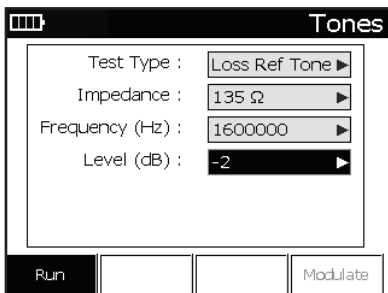 Tones
Test Type : Loss Ref Tone
Impedance : 135 Ω
Frequency (Hz) : 1600000
Level (dB) : -2
Run Modulate